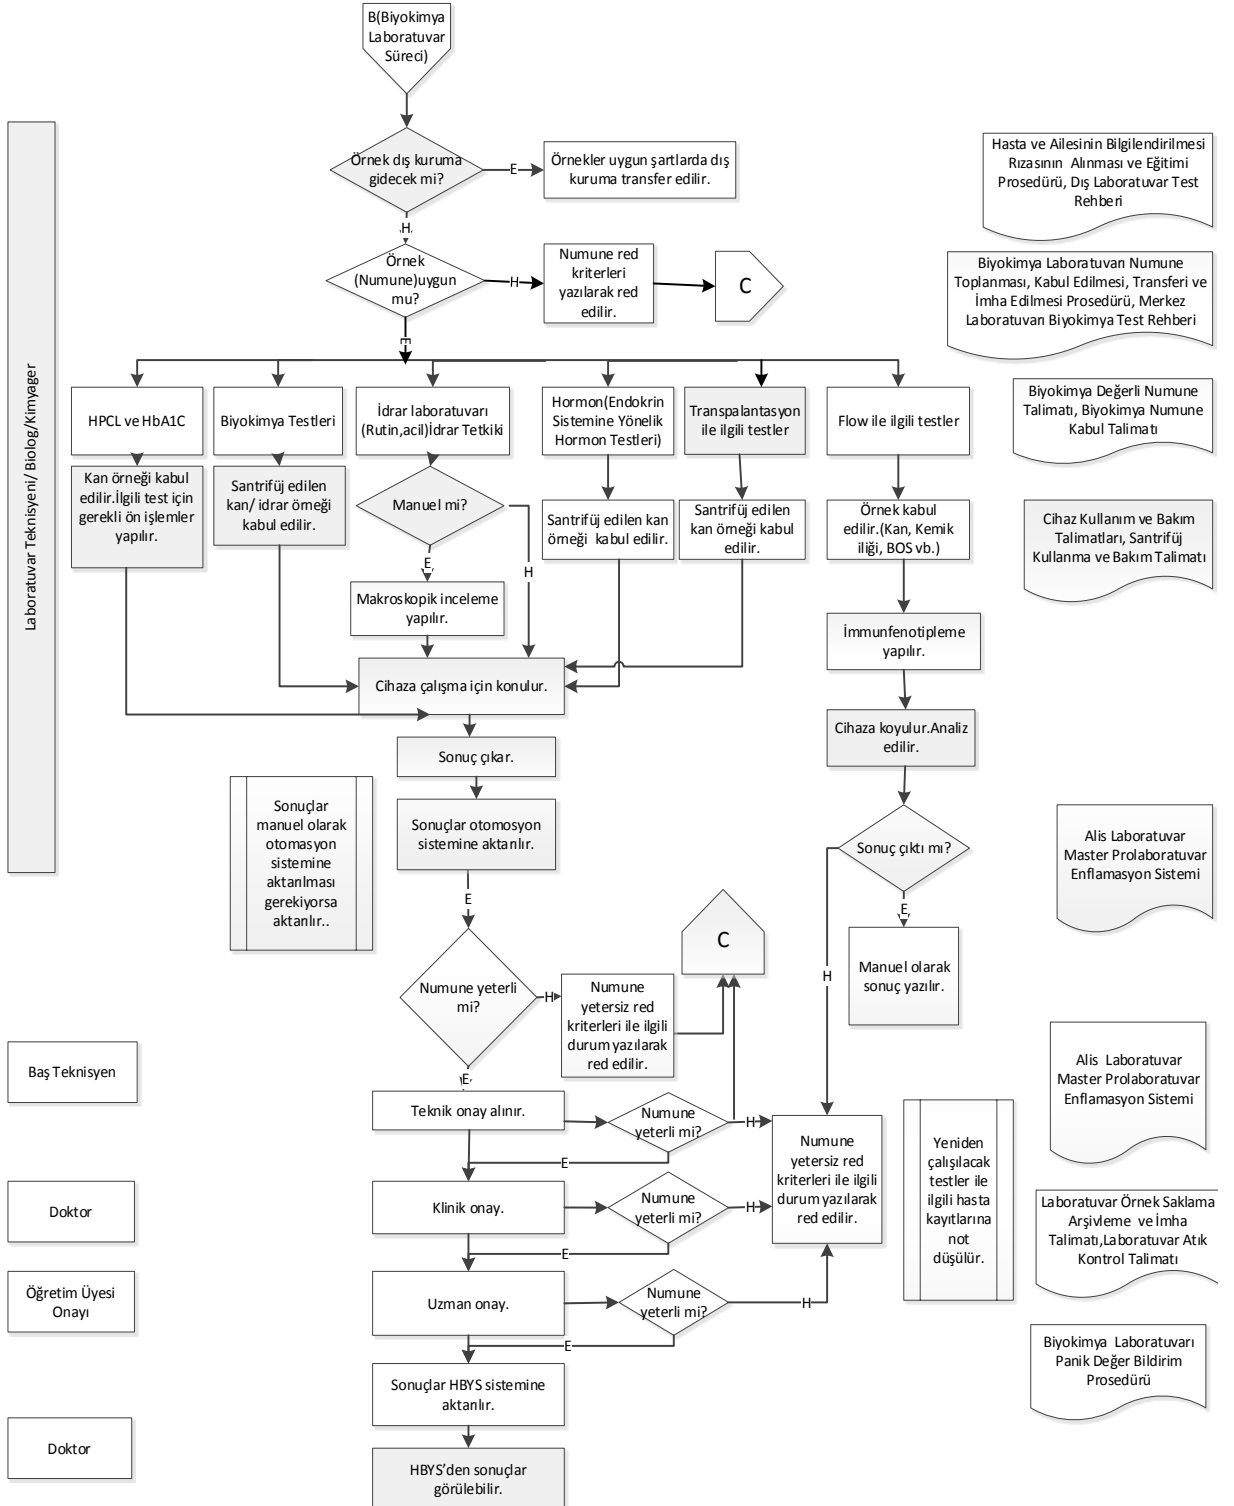 B(Biyokimya
Laboratuvar
Süreci)
Laboratuvar Teknisyeni/ Biolog/Kimyager
Örnek dış kuruma
gidecek mi?
E
Örnekler uygun şartlarda dış
kuruma transfer edilir.
Hasta ve Ailesinin Bilgilendirilmesi
Rızasının Alınması ve Eğitimi
Prosedürü, Dış Laboratuvar Test
Rehberi
H
Örnek
(Numune)uygun
mu?
H
Numune red
kriterleri
yazılarak red
edilir.
C
Biyokimya Laboratuvarı Numune
Toplanması, Kabul Edilmesi, Transferi ve
İmha Edilmesi Prosedürü, Merkez
Laboratuvarı Biyokimya Test Rehberi
E
HPCL ve HbA1C
Biyokimya Testleri
İdrar laboratuvarı
(Rutin,acil)İdrar Tetkiki
Hormon(Endokrin
Sistemine Yönelik
Hormon Testleri)
Transpalantasyon
ile ilgili testler
Flow ile ilgili testler
Biyokimya Değerli Numune
Talimatı, Biyokimya Numune
Kabul Talimatı
Kan örneği kabul
edilir.İlgili test için
gerekli ön işlemler
yapılır.
Santrifüj edilen
kan/ idrar örneği
kabul edilir.
Manuel mi?
Santrifüj edilen kan
örneği kabul edilir.
Santrifüj edilen
kan örneği kabul
edilir.
Örnek kabul
edilir.(Kan, Kemik
iliği, BOS vb.)
Cihaz Kullanım ve Bakım
Talimatları, Santrifüj
Kullanma ve Bakım Talimatı
E
H
Makroskopik inceleme
yapılır.
İmmunfenotipleme
yapılır.
Cihaza çalışma için konulur.
Cihaza koyulur.Analiz
edilir.
Sonuç çıkar.
Sonuçlar
manuel olarak
otomasyon
sistemine
aktarılması
gerekiyorsa
aktarılır..
Sonuçlar otomosyon
sistemine aktarılır.
Sonuç çıktı mı?
Alis Laboratuvar
Master Prolaboratuvar
Enflamasyon Sistemi
E
E
H
C
Manuel olarak
sonuç yazılır.
Numune yeterli
mi?
H
Numune
yetersiz red
kriterleri ile ilgili
durum yazılarak
red edilir.
E
Baş Teknisyen
Teknik onay alınır.
Numune
yeterli mi?
H
E
Numune
yetersiz red
kriterleri ile ilgili
durum yazılarak
red edilir.
Yeniden
çalışılacak
testler ile
ilgili hasta
kayıtlarına
not
düşülür.
Alis Laboratuvar
Master Prolaboratuvar
Enflamasyon Sistemi
Doktor
Klinik onay.
Numune
yeterli mi?
H
E
Laboratuvar Örnek Saklama
Arşivleme ve İmha
Talimatı,Laboratuvar Atık
Kontrol Talimatı
Öğretim Üyesi
Onayı
Uzman onay.
Numune
yeterli mi?
H
E
Biyokimya Laboratuvarı
Panik Değer Bildirim
Prosedürü
Sonuçlar HBYS sistemine
aktarılır.
Doktor
HBYS’den sonuçlar
görülebilir.